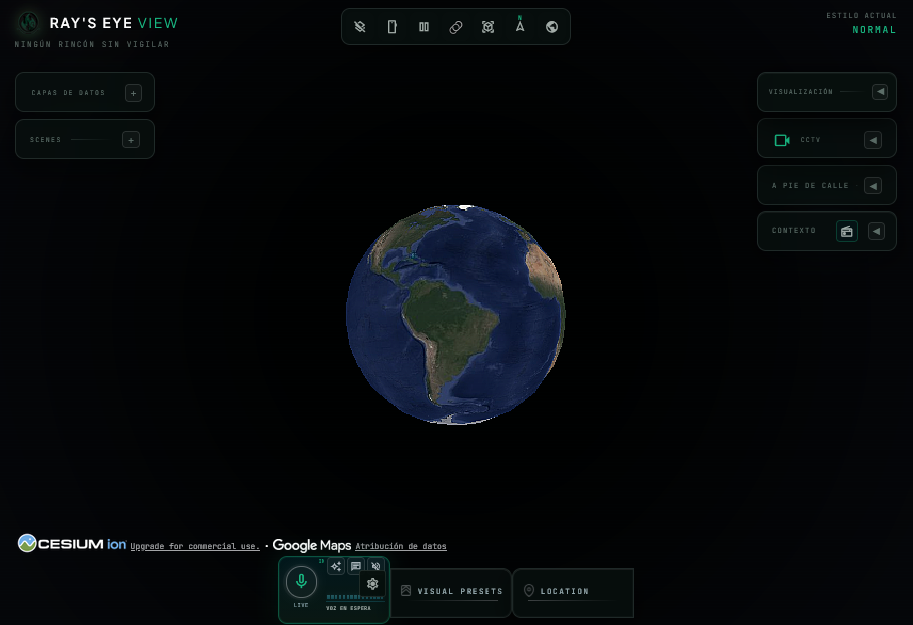 RAY'S EYE VIEW
NINGÚN RINCÓN SIN VIGILAR
N
ESTILO ACTUAL
NORMAL
CAPAS DE DATOS +
SCENES +
VISUALIZACIÓN
CCTV
A PIE DE CALLE
CONTEXTO
CESIUM ion Upgrade for commercial use. • Google Maps Atribución de datos
LIVE
VOZ EN ESPERA
VISUAL PRESETS
LOCATION